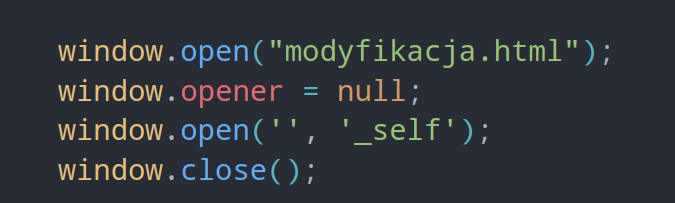 window.open("modyfikacja.html");
window.opener = null;
window.open('', '_self');
window.close();